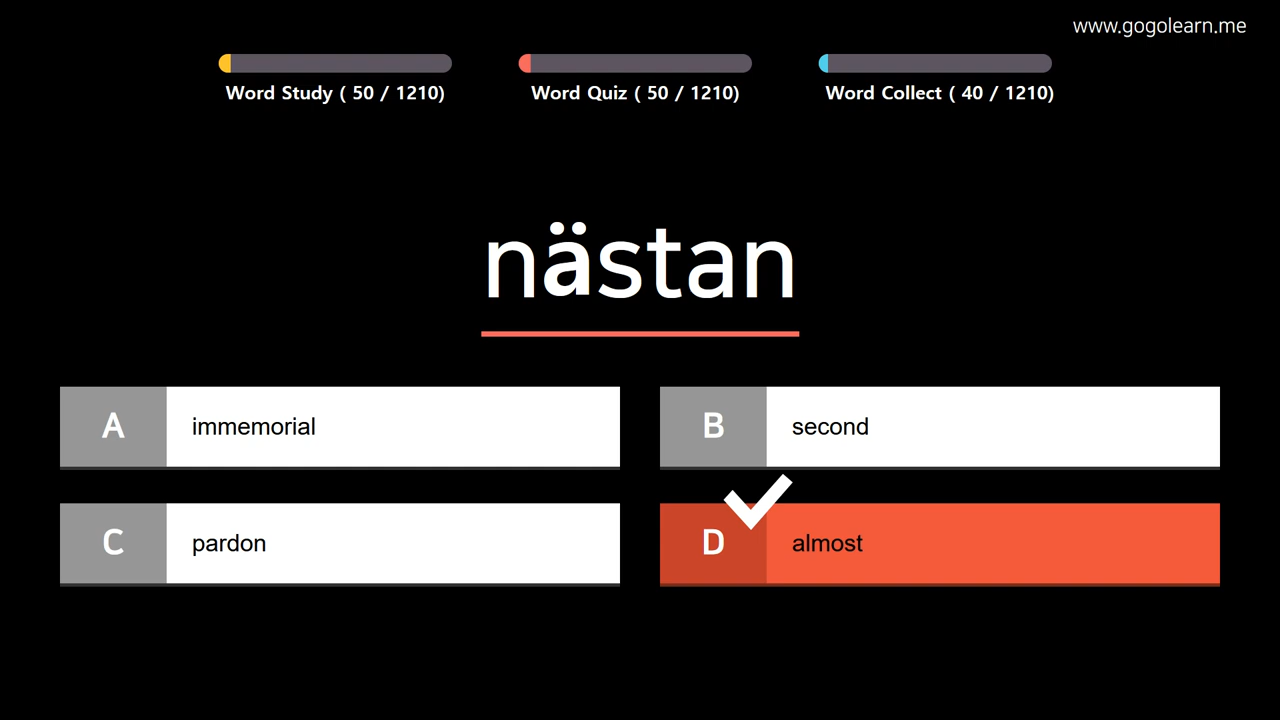 www.gogolearn.me
Word Study ( 50 / 1210)
Word Quiz ( 50 / 1210)
Word Collect ( 40 / 1210)
nästan
A immemorial
B second
C pardon
D almost